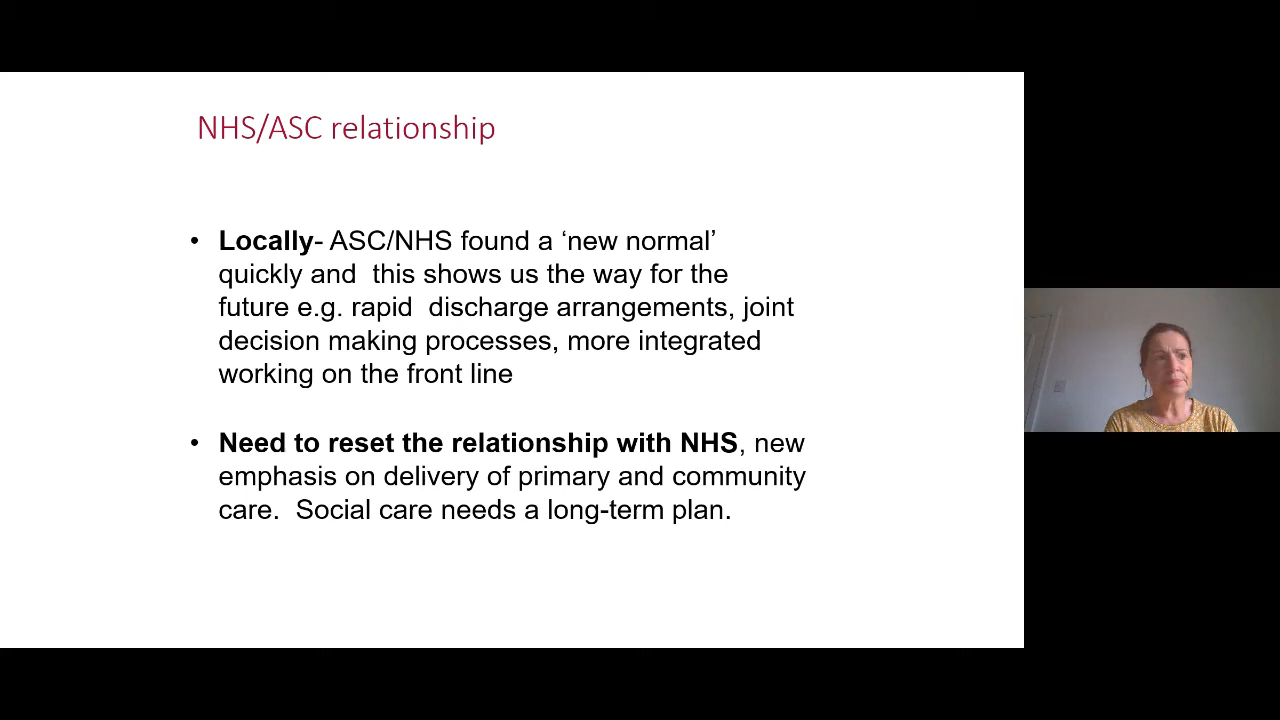 NHS/ASC relationship
• Locally- ASC/NHS found a ‘new normal’
quickly and  this shows us the way for the
future e.g. rapid  discharge arrangements, joint
decision making processes, more integrated
working on the front line
• Need to reset the relationship with NHS, new
emphasis on delivery of primary and community
care.  Social care needs a long-term plan.